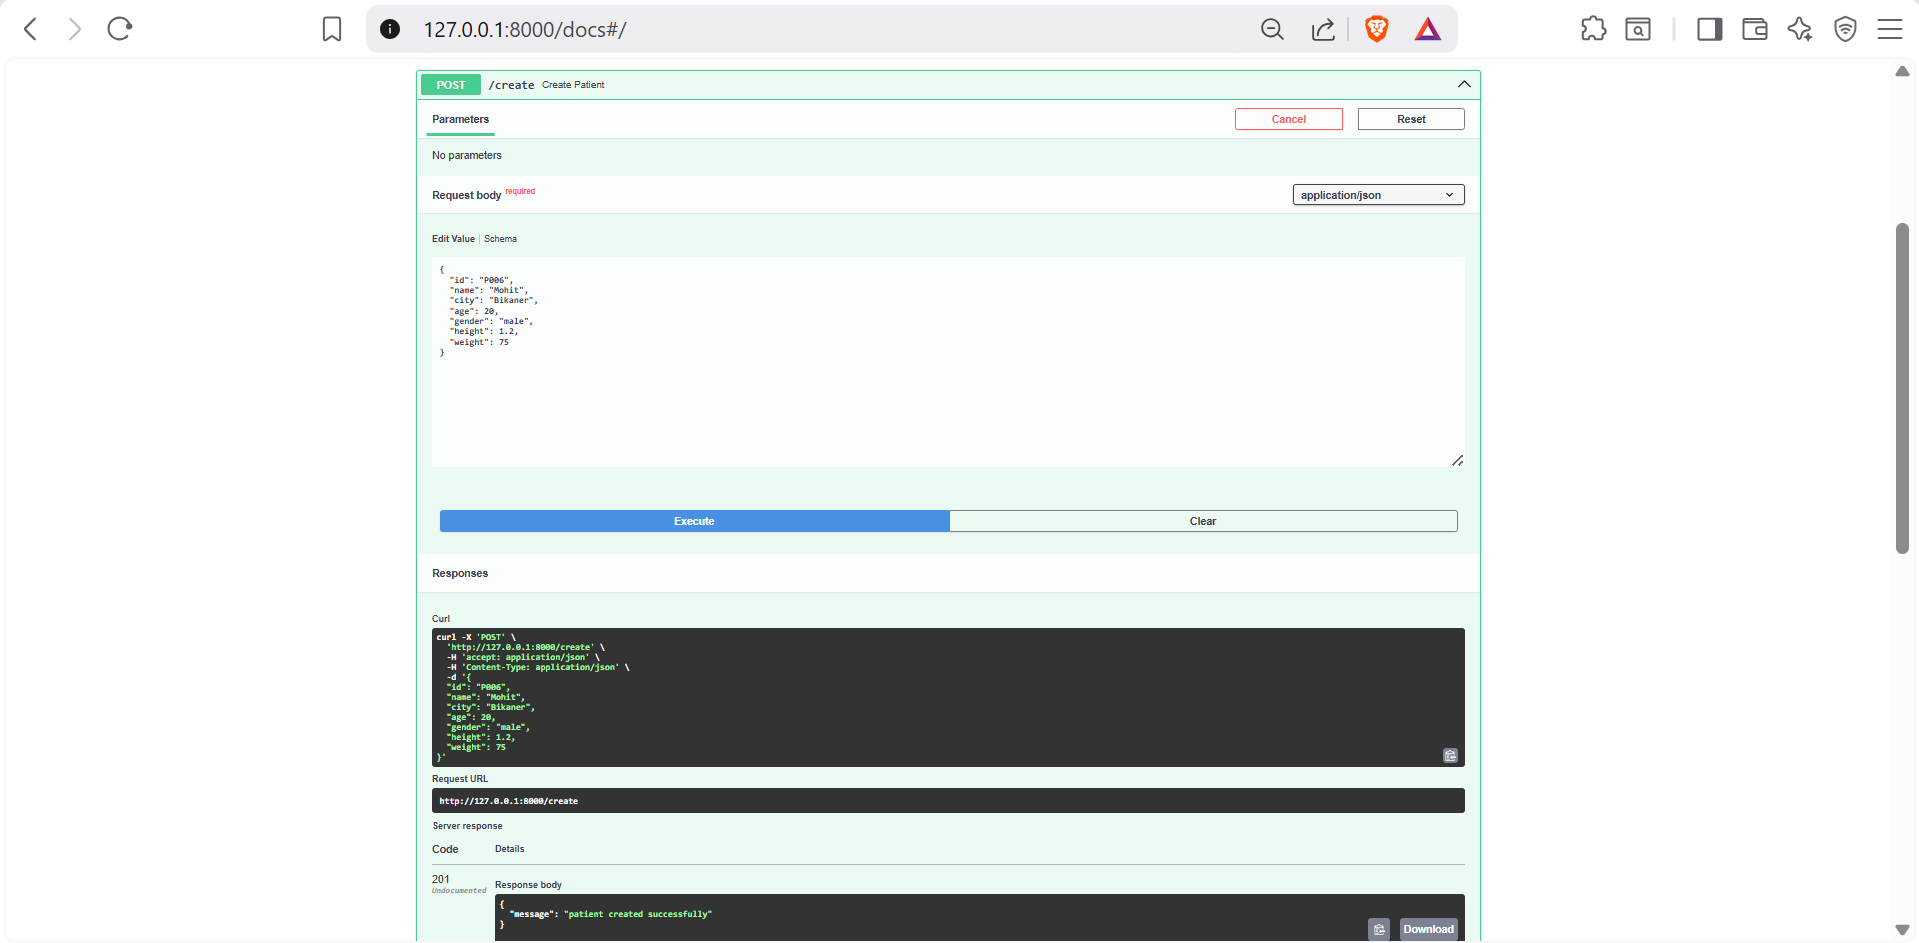 127.0.0.1:8000/docs#/
POST /create Create Patient
Parameters
Cancel
Reset
No parameters
Request body required
application/json
Edit Value | Schema
{
  "id": "P006",
  "name": "Mohit",
  "city": "Bikaner",
  "age": 20,
  "gender": "male",
  "height": 1.2,
  "weight": 75
}
Execute
Clear
Responses
Curl
curl -X 'POST' \
  'http://127.0.0.1:8000/create' \
  -H 'accept: application/json' \
  -H 'Content-Type: application/json' \
  -d '{
  "id": "P006",
  "name": "Mohit",
  "city": "Bikaner",
  "age": 20,
  "gender": "male",
  "height": 1.2,
  "weight": 75
}'
Request URL
http://127.0.0.1:8000/create
Server response
Code Details
201
Undocumented
Response body
{
  "message": "patient created successfully"
}
Download